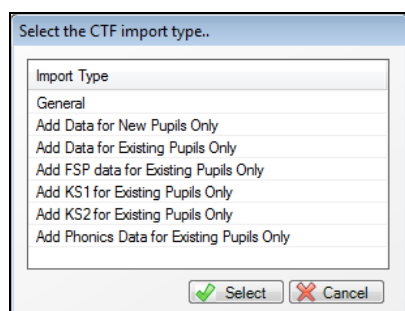 Select the CTF import type..
Import Type
General
Add Data for New Pupils Only
Add Data for Existing Pupils Only
Add FSP data for Existing Pupils Only
Add KS1 for Existing Pupils Only
Add KS2 for Existing Pupils Only
Add Phonics Data for Existing Pupils Only
Select Cancel